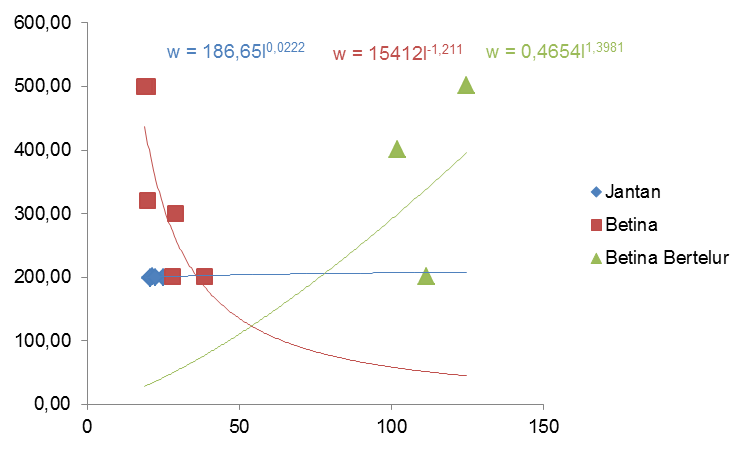 600,00
w = 186,65l^0,0222 w = 15412l^-1,211 w = 0,4654l^1,3981
500,00
400,00
300,00
200,00
100,00
0,00
0 50 100 150
Jantan
Betina
Betina Bertelur